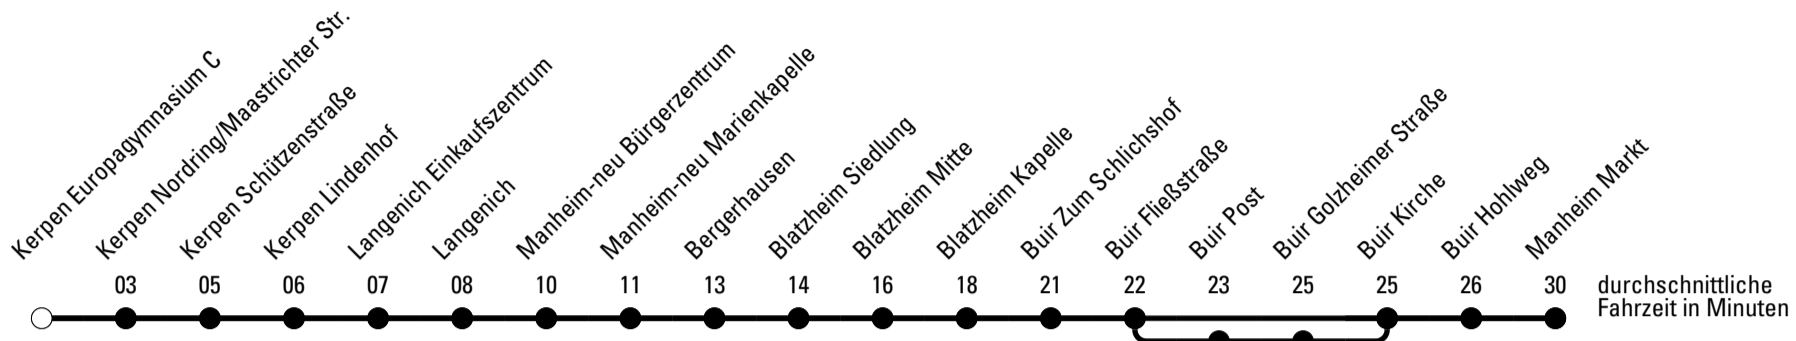 Kerpen Europagymnasium C
Kerpen Nordring/Maastrichter Str.
Kerpen Schützenstraße
Kerpen Lindenhof
Langenich Einkaufszentrum
Langenich
Manheim-neu Bürgerzentrum
Manheim-neu Marienkapelle
Bergerhausen
Blatzheim Siedlung
Blatzheim Mitte
Blatzheim Kapelle
Buir Zum Schlichshof
Buir Fließstraße
Buir Post
Buir Golzheimer Straße
Buir Kirche
Buir Hohlweg
Manheim Markt
03 05 06 07 08 10 11 13 14 16 18 21 22 23 25 25 26 30
durchschnittliche
Fahrzeit in Minuten